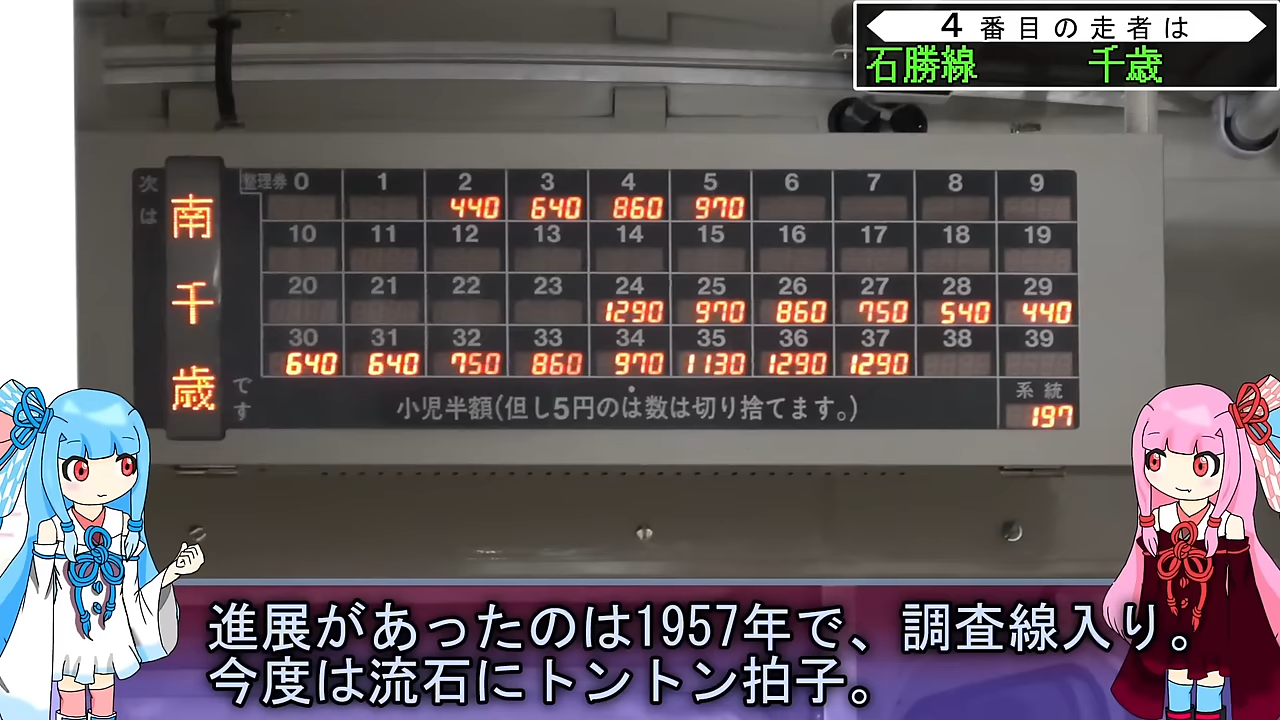 4番目の走者は
石勝線 千歳
次は
南千歳
です
整理券 0 1 2 3 4 5 6 7 8 9
440 640 860 970
10 11 12 13 14 15 16 17 18 19
20 21 22 23 24 25 26 27 28 29
1290 970 860 750 540 440
30 31 32 33 34 35 36 37 38 39
640 640 750 860 970 1130 1290 1290
小児半額(但し5円のは数は切り捨てます。)
系統
197
進展があったのは1957年で、調査線入り。
今度は流石にトントン拍子。